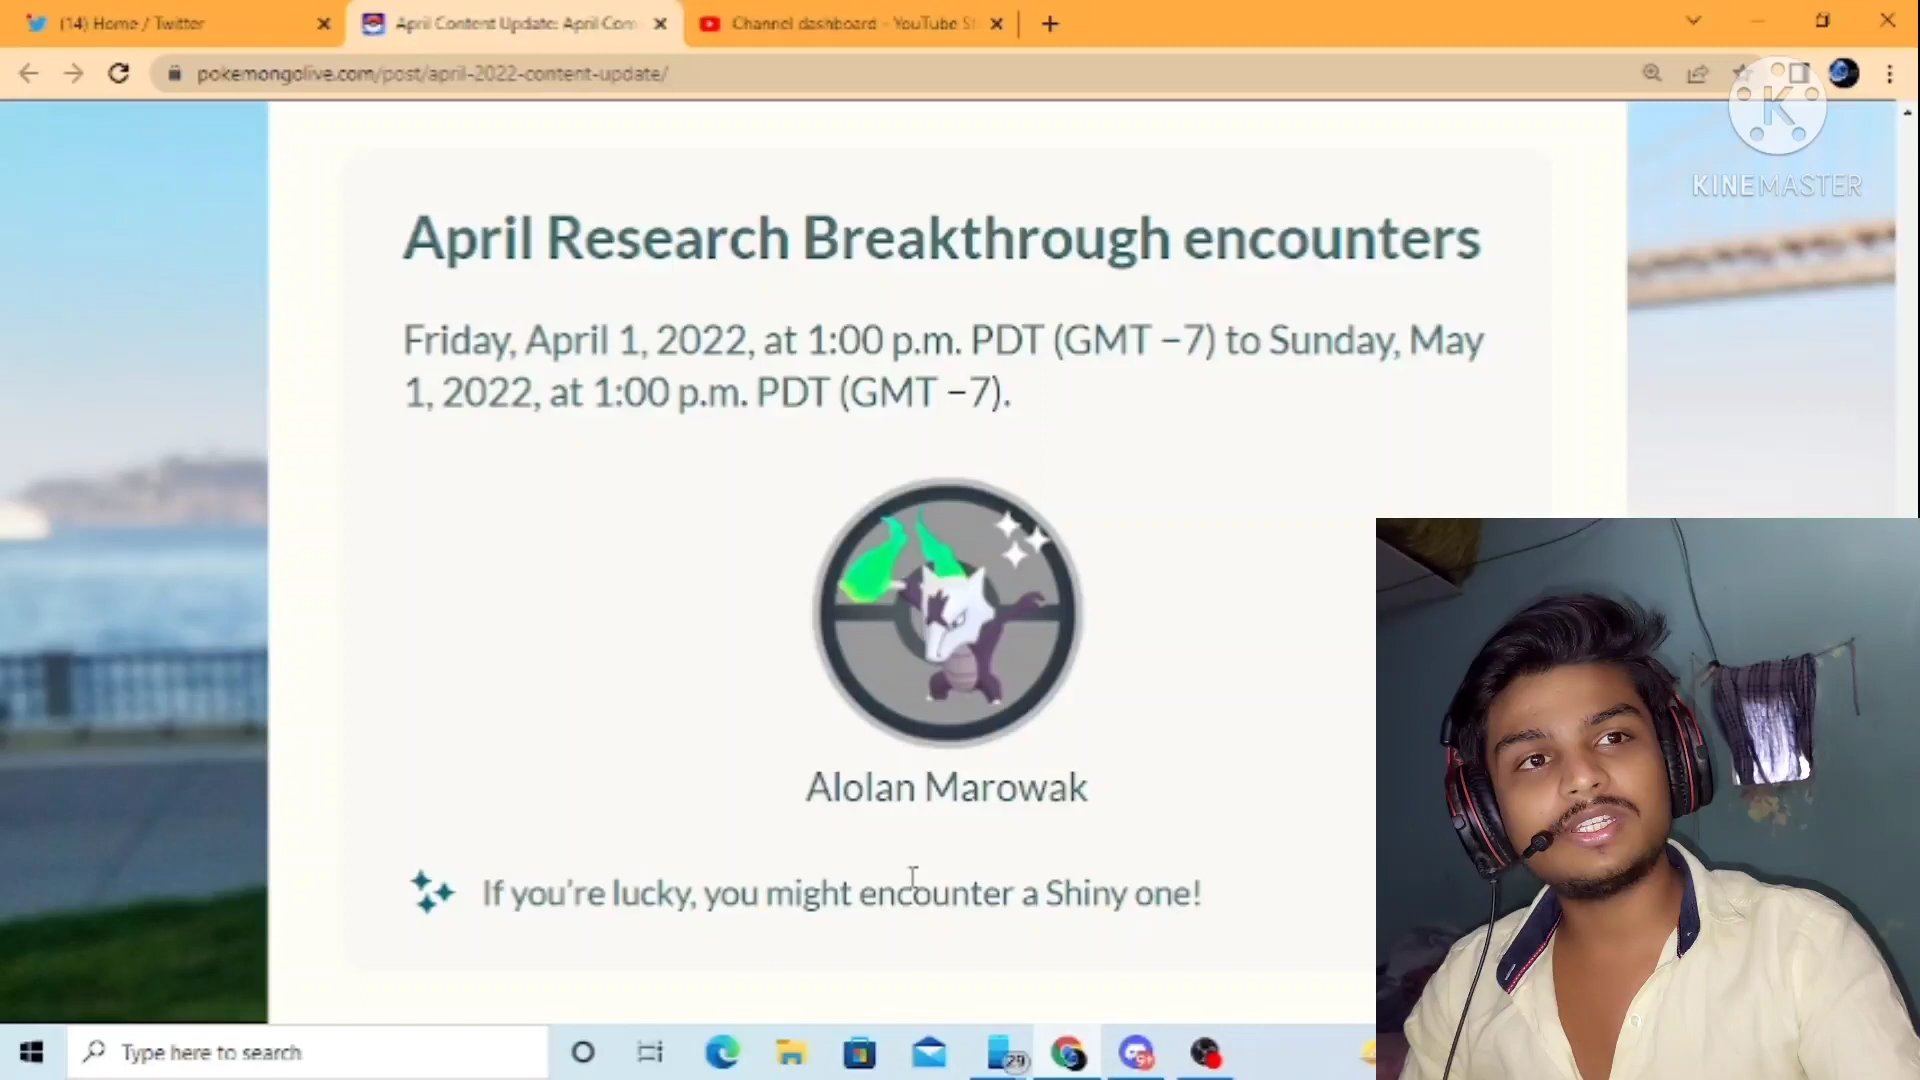 (14) Home / Twitter
April Content Update: April Com
Channel dashboard - YouTube St
pokemongolive.com/post/april-2022-content-update/
K
KINEMASTER
April Research Breakthrough encounters
Friday, April 1, 2022, at 1:00 p.m. PDT (GMT −7) to Sunday, May
1, 2022, at 1:00 p.m. PDT (GMT −7).
Alolan Marowak
If you're lucky, you might encounter a Shiny one!
Type here to search
29
9+